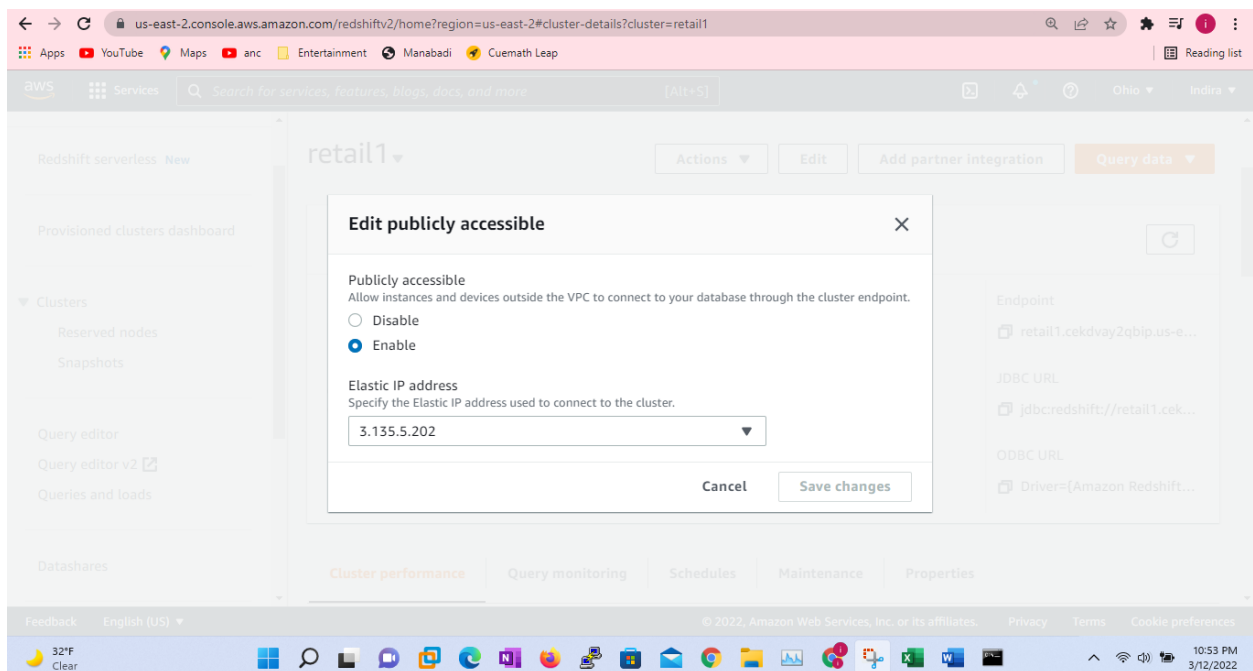 us-east-2.console.aws.amazon.com/redshiftv2/home?region=us-east-2#cluster-details?cluster=retail1
i
Apps YouTube Maps anc Entertainment Manabadi Cuemath Leap Reading list
aws Services Search for services, features, blogs, docs, and more [Alt+S] Ohio Indira
Redshift serverless New
Provisioned clusters dashboard
Clusters
Reserved nodes
Snapshots
Query editor
Query editor v2
Queries and loads
Datashares
retail1 Actions Edit Add partner integration Query data
Edit publicly accessible
Publicly accessible
Allow instances and devices outside the VPC to connect to your database through the cluster endpoint.
Disable
Enable
Elastic IP address
Specify the Elastic IP address used to connect to the cluster.
3.135.5.202
Cancel Save changes
Endpoint
retail1.cekdvay2qbip.us-e...
JDBC URL
jdbc:redshift://retail1.cek...
ODBC URL
Driver={Amazon Redshift...
Cluster performance Query monitoring Schedules Maintenance Properties
Feedback English (US) © 2022, Amazon Web Services, Inc. or its affiliates. Privacy Terms Cookie preferences
32°F
Clear
10:53 PM
3/12/2022